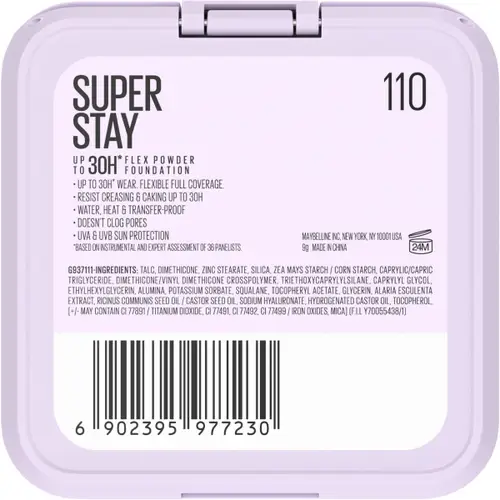 SUPER
STAY
110
UP TO 30H* FLEX POWDER FOUNDATION
• UP TO 30H* WEAR. FLEXIBLE FULL COVERAGE.
• RESIST CREASING & CAKING UP TO 30H
• WATER, HEAT & TRANSFER-PROOF
• DOESN'T CLOG PORES
• UVA & UVB SUN PROTECTION
*BASED ON INSTRUMENTAL AND EXPERT ASSESSMENT OF 36 PANELISTS.
MAYBELLINE INC, NEW YORK, NY 10001 USA
9g MADE IN CHINA
24M
G937111-INGREDIENTS: TALC, DIMETHICONE, ZINC STEARATE, SILICA, ZEA MAYS STARCH / CORN STARCH, CAPRYLIC/CAPRIC
TRIGLYCERIDE, DIMETHICONE/VINYL DIMETHICONE CROSSPOLYMER, TRIETHOXYCAPRYLYLSILANE, CAPRYLYL GLYCOL,
ETHYLHEXYLGLYCERIN, ALUMINA, POTASSIUM SORBATE, SQUALANE, TOCOPHERYL ACETATE, GLYCERIN, ALARIA ESCULENTA
EXTRACT, RICINUS COMMUNIS SEED OIL / CASTOR SEED OIL, SODIUM HYALURONATE, HYDROGENATED CASTOR OIL, TOCOPHEROL,
[+/- MAY CONTAIN CI 77891 / TITANIUM DIOXIDE, CI 77491, CI 77492, CI 77499 / IRON OXIDES, MICA] (F.I.L Y70055438/1)
6 902395 977230